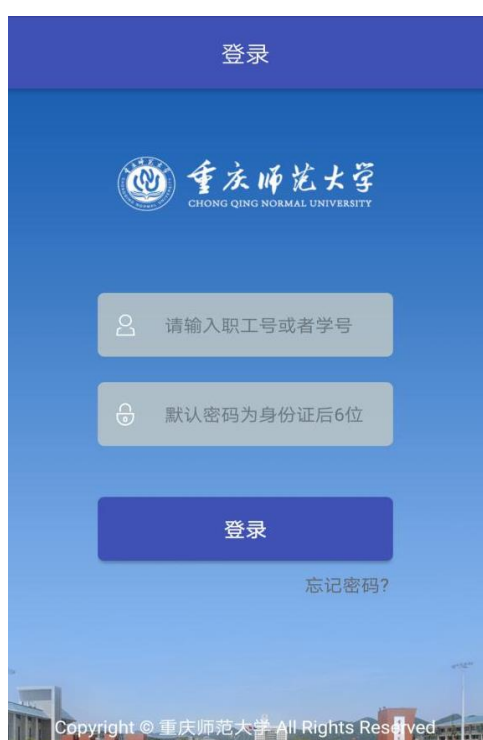 登录
重庆师范大学
CHONG QING NORMAL UNIVERSITY
请输入职工号或者学号
默认密码为身份证后6位
登录
忘记密码?
Copyright © 重庆师范大学 All Rights Reserved